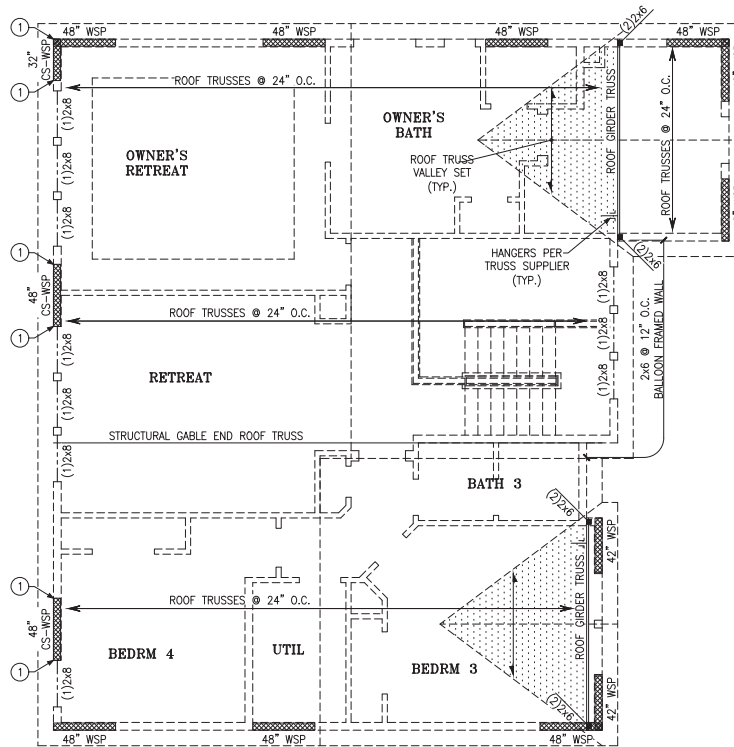 1
48" WSP
48" WSP
48" WSP
(2)2x6
48" WSP
32"
CS-WSP
1
ROOF TRUSSES @ 24" O.C.
(1)2x8
(1)2x8
(1)2x8
OWNER'S
RETREAT
OWNER'S
BATH
ROOF TRUSS
VALLEY SET
(TYP.)
ROOF GIRDER TRUSS
ROOF TRUSSES @ 24" O.C.
HANGERS PER
TRUSS SUPPLIER
(TYP.)
(2)2x6
1
48"
CS-WSP
1
ROOF TRUSSES @ 24" O.C.
(1)2x8
(1)2x8
(1)2x8
2x6 @ 12" O.C.
BALLOON FRAMED WALL
(1)2x8
(1)2x8
(1)2x8
RETREAT
STRUCTURAL GABLE END ROOF TRUSS
BATH 3
(2)2x6
42" WSP
ROOF GIRDER TRUSS
1
48"
CS-WSP
ROOF TRUSSES @ 24" O.C.
BEDRM 4
UTIL
BEDRM 3
1
(1)2x8
(2)2x6
42" WSP
48" WSP
48" WSP
48" WSP